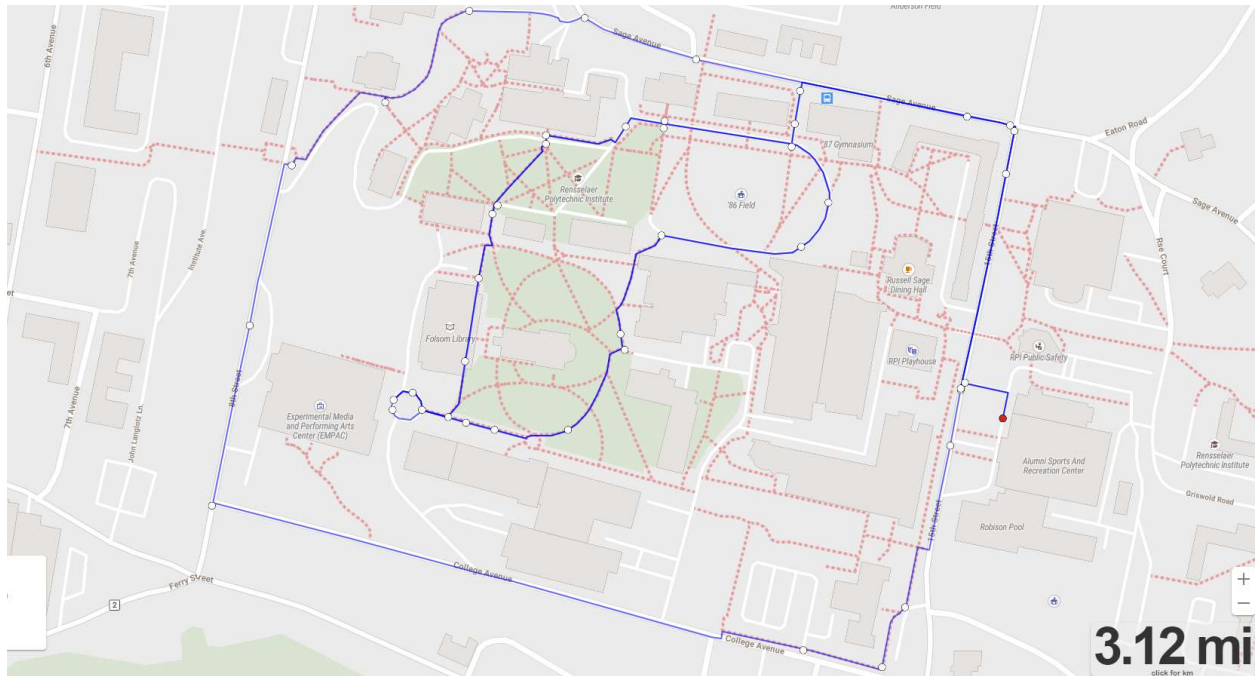 Anderson Field
6th Avenue
Sage Avenue
Sage Avenue
Eaton Road
'87 Gymnasium
Rensselaer
Polytechnic Institute
'86 Field
Sage Avenue
7th Avenue
Institute Ave.
15th Street
Rse Court
Russell Sage
Dining Hall
Folsom Library
RPI Playhouse
RPI Public Safety
8th Street
7th Avenue
John Langlotz Ln.
Experimental Media
and Performing Arts
Center (EMPAC)
Alumni Sports And
Recreation Center
Rensselaer
Polytechnic Institute
Griswold Road
15th Street
Robison Pool
College Avenue
Ferry Street
2
College Avenue
+
−
3.12 mi
click for km